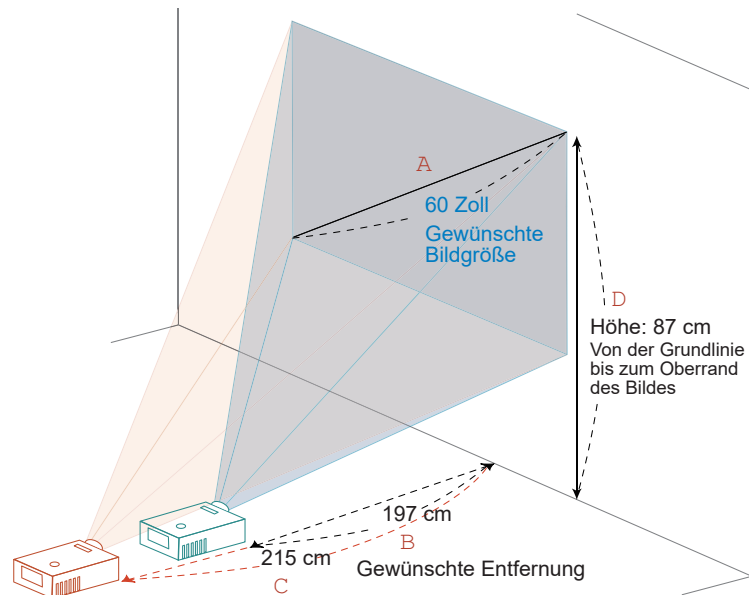 A
60 Zoll
Gewünschte
Bildgröße
D
Höhe: 87 cm
Von der Grundlinie
bis zum Oberrand
des Bildes
197 cm
B
215 cm
Gewünschte Entfernung
C